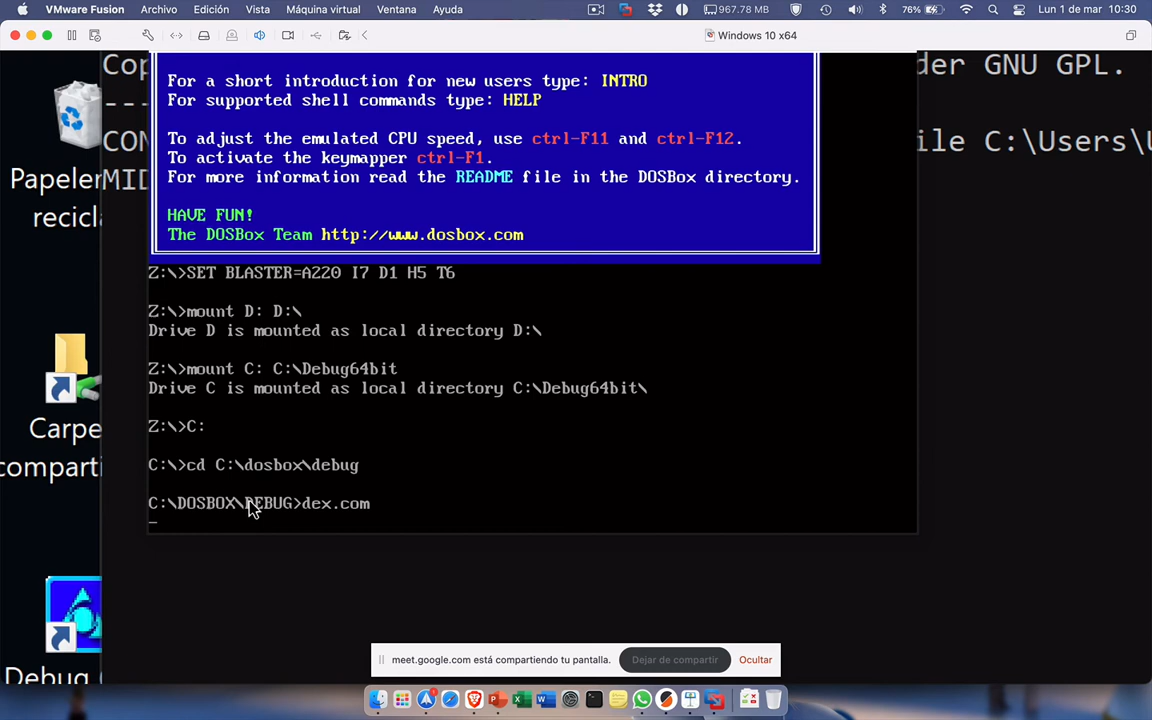 VMware Fusion Archivo Edición Vista Máquina virtual Ventana Ayuda 967.78 MB 76% Lun 1 de mar 10:30
Windows 10 x64
For a short introduction for new users type: INTRO
For supported shell commands type: HELP
To adjust the emulated CPU speed, use ctrl-F11 and ctrl-F12.
To activate the keymapper ctrl-F1.
For more information read the README file in the DOSBox directory.
HAVE FUN!
The DOSBox Team http://www.dosbox.com
Z:\>SET BLASTER=A220 I7 D1 H5 T6
Z:\>mount D: D:\
Drive D is mounted as local directory D:\
Z:\>mount C: C:\Debug64bit
Drive C is mounted as local directory C:\Debug64bit\
Z:\>C:
C:\>cd C:\dosbox\debug
C:\DOSBOX\DEBUG>dex.com
Cop
der GNU GPL.
---
CON
ile C:\Users\U
MID
Papeler
recicla
Carpe
comparti
Debug
meet.google.com está compartiendo tu pantalla. Dejar de compartir Ocultar